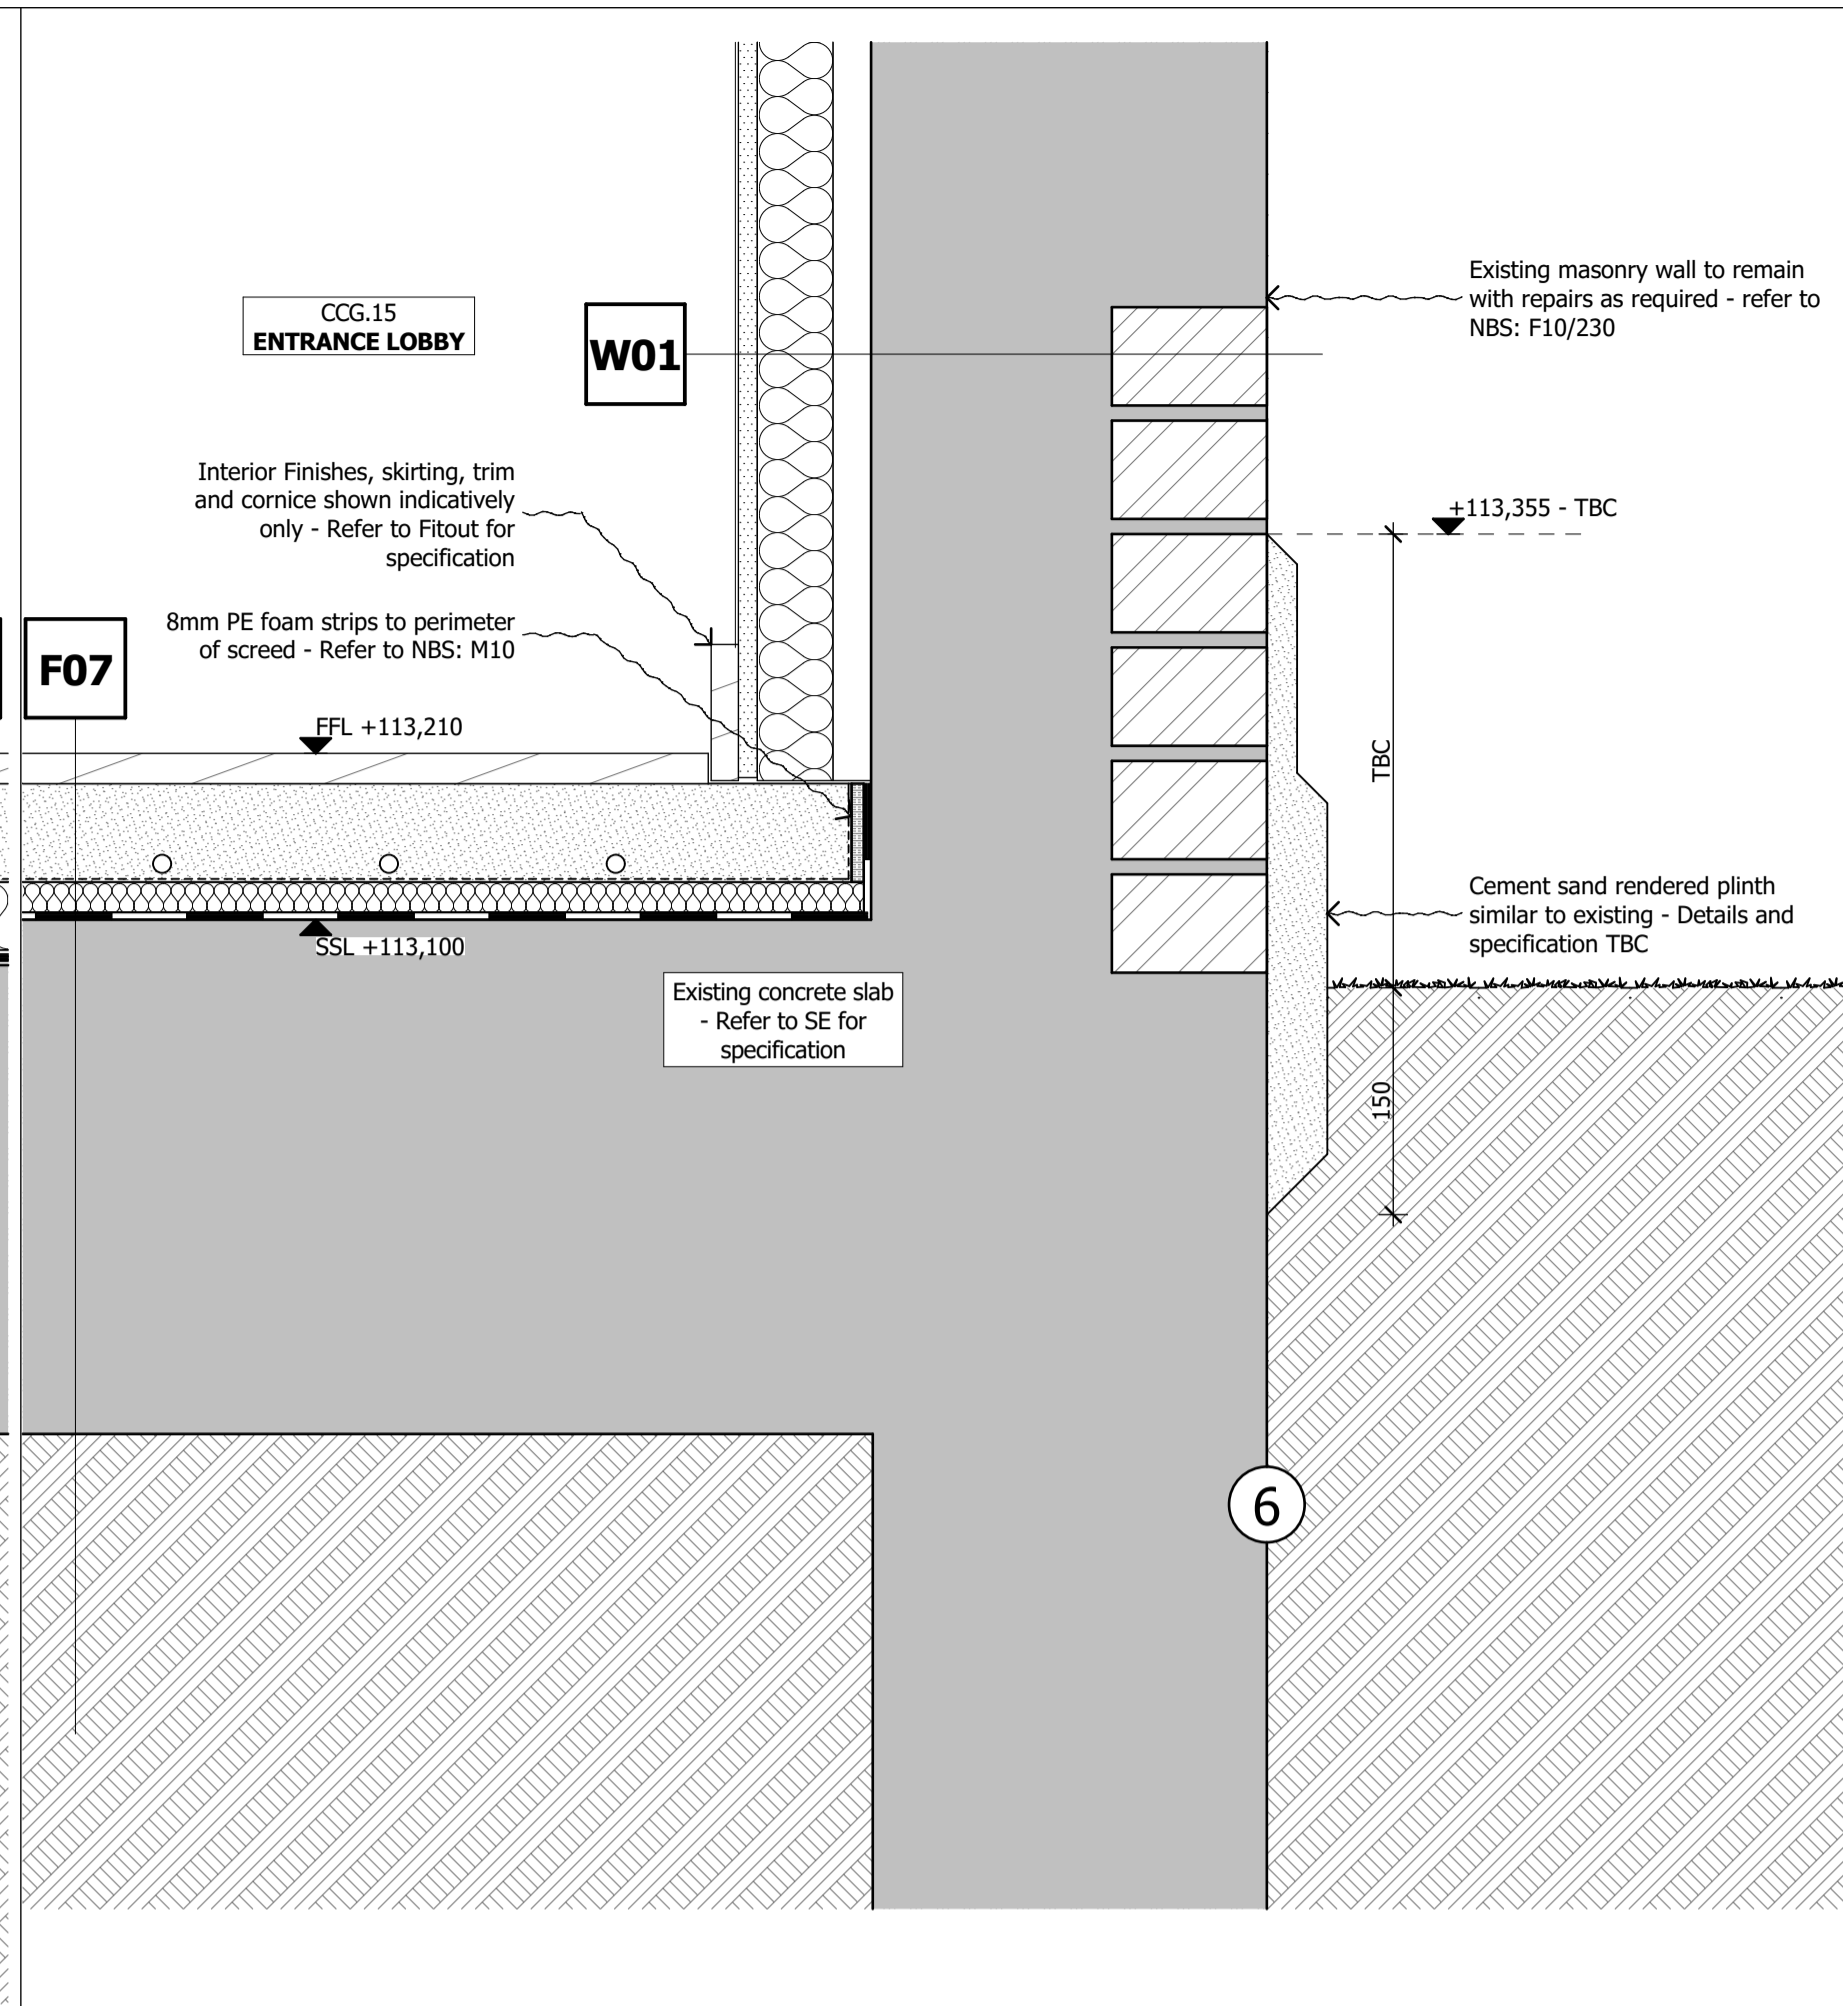 CCG.15
ENTRANCE LOBBY
W01
Existing masonry wall to remain
with repairs as required - refer to
NBS: F10/230
Interior Finishes, skirting, trim
and cornice shown indicatively
only - Refer to Fitout for
specification
+113,355 - TBC
8mm PE foam strips to perimeter
of screed - Refer to NBS: M10
F07
FFL +113,210
TBC
Cement sand rendered plinth
similar to existing - Details and
specification TBC
SSL +113,100
Existing concrete slab
- Refer to SE for
specification
150
6